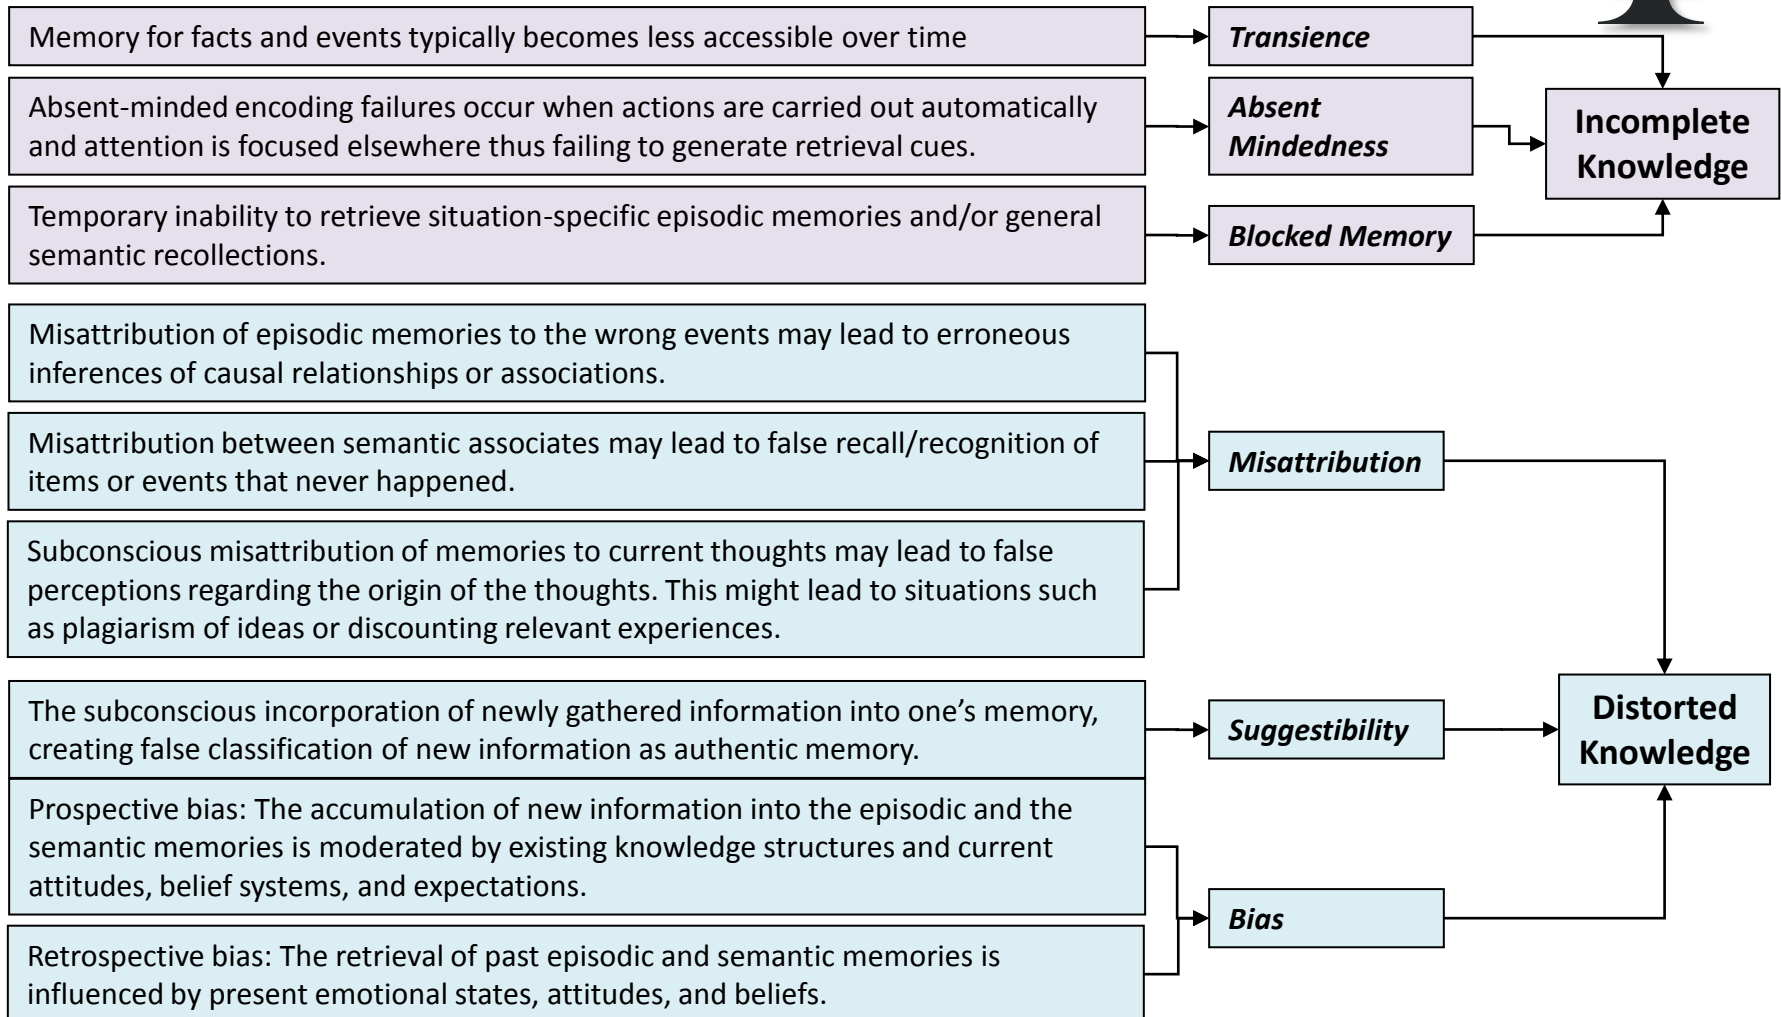 Memory for facts and events typically becomes less accessible over time
Transience
Absent-minded encoding failures occur when actions are carried out automatically
and attention is focused elsewhere thus failing to generate retrieval cues.
Absent
Mindedness
Incomplete
Knowledge
Temporary inability to retrieve situation-specific episodic memories and/or general
semantic recollections.
Blocked Memory
Misattribution of episodic memories to the wrong events may lead to erroneous
inferences of causal relationships or associations.
Misattribution between semantic associates may lead to false recall/recognition of
items or events that never happened.
Misattribution
Subconscious misattribution of memories to current thoughts may lead to false
perceptions regarding the origin of the thoughts. This might lead to situations such
as plagiarism of ideas or discounting relevant experiences.
The subconscious incorporation of newly gathered information into one’s memory,
creating false classification of new information as authentic memory.
Suggestibility
Distorted
Knowledge
Prospective bias: The accumulation of new information into the episodic and the
semantic memories is moderated by existing knowledge structures and current
attitudes, belief systems, and expectations.
Bias
Retrospective bias: The retrieval of past episodic and semantic memories is
influenced by present emotional states, attitudes, and beliefs.